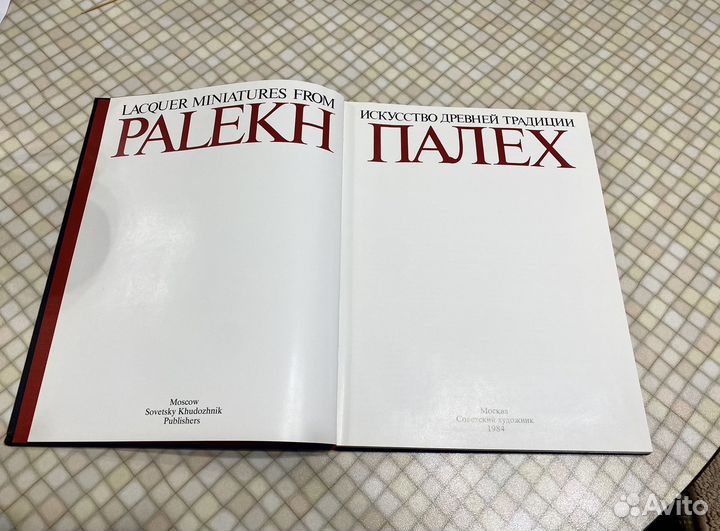 LACQUER MINIATURES FROM
PALEKH
Moscow
Sovetsky Khudozhnik
Publishers
ИСКУССТВО ДРЕВНЕЙ ТРАДИЦИИ
ПАЛЕХ
Москва
Советский художник
1984
Avito